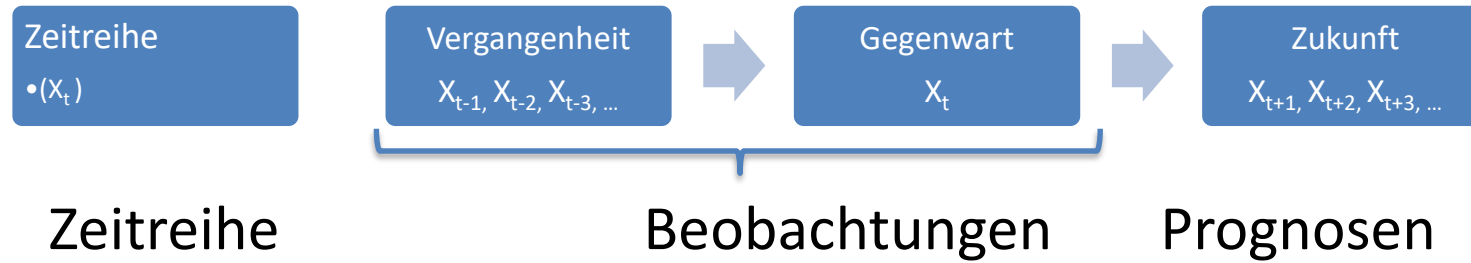 Zeitreihe
•(Xₜ)
Vergangenheit
Xₜ₋₁, Xₜ₋₂, Xₜ₋₃, ...
Gegenwart
Xₜ
Zukunft
Xₜ₊₁, Xₜ₊₂, Xₜ₊₃, ...
Zeitreihe
Beobachtungen
Prognosen